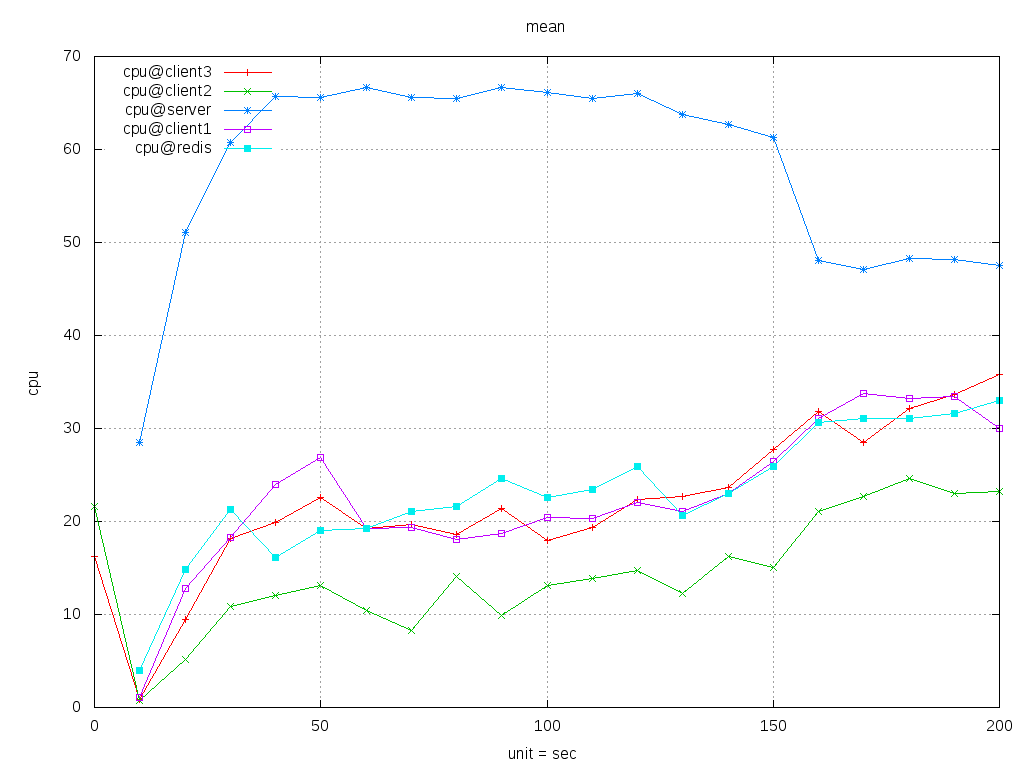 mean
70
60
50
40
30
20
10
0
cpu
cpu@client3
cpu@client2
cpu@server
cpu@client1
cpu@redis
0 50 100 150 200
unit = sec